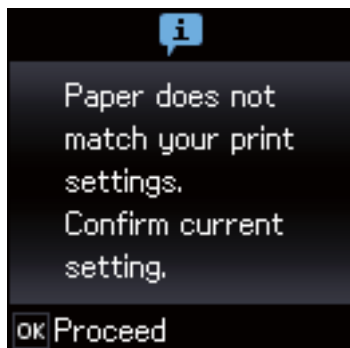 i
Paper does not
match your print
settings.
Confirm current
setting.
OK Proceed